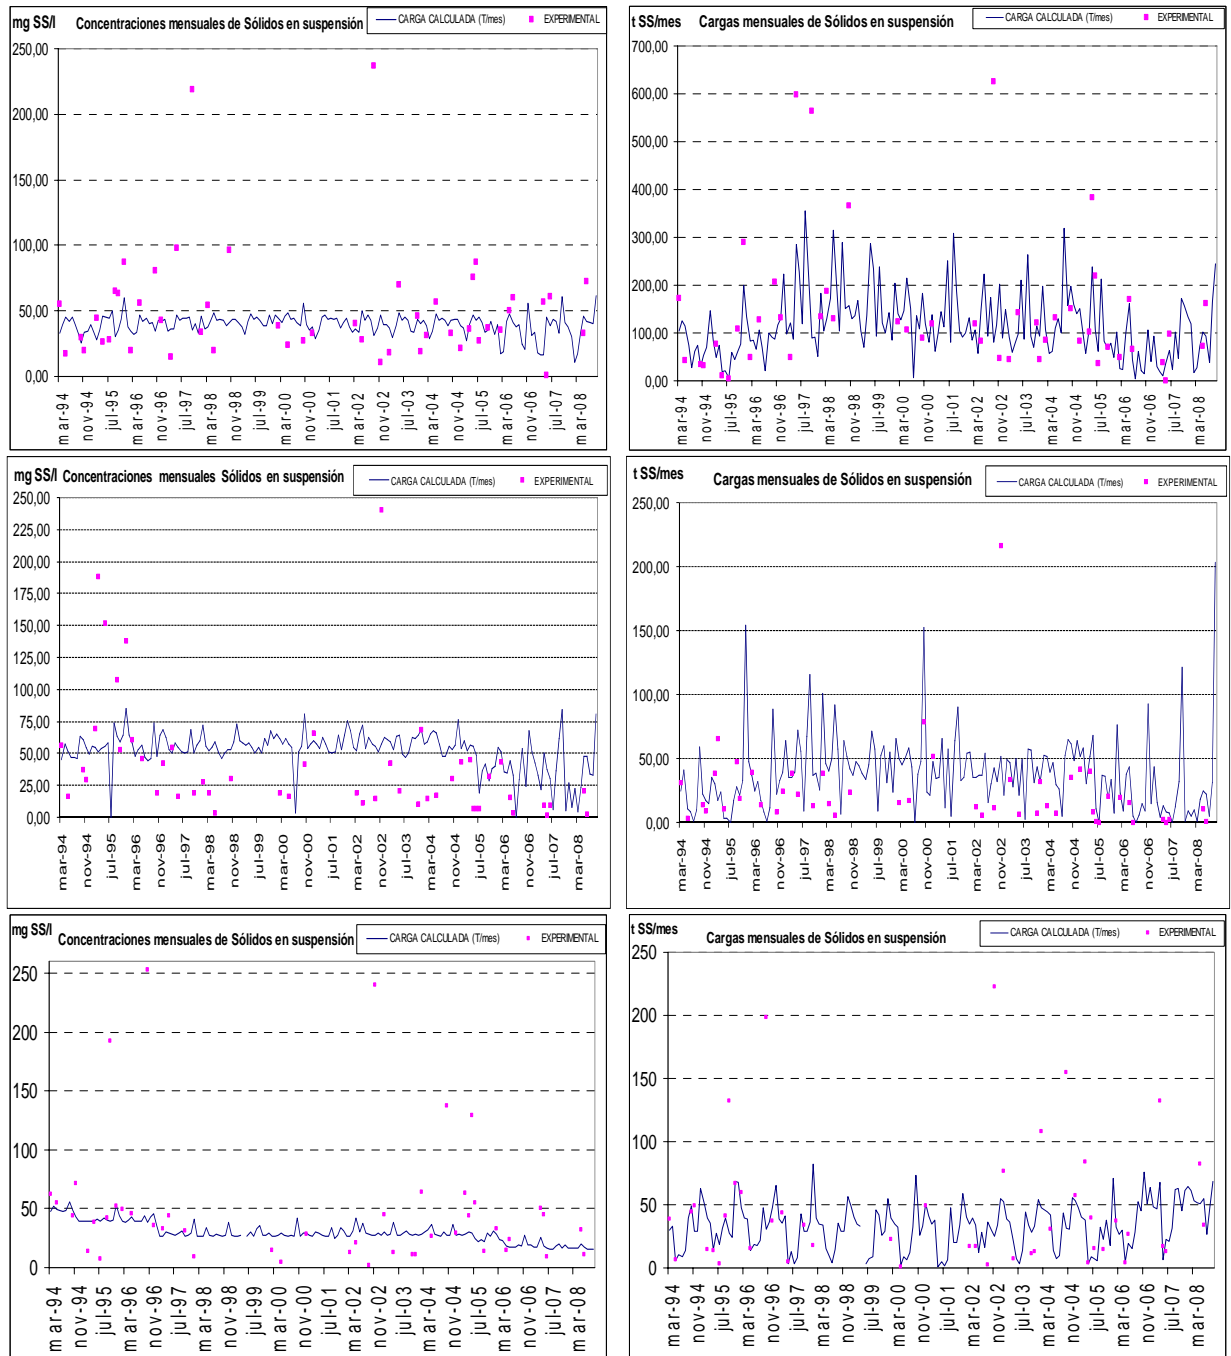 mg SS/l Concentraciones mensuales de Sólidos en suspensión
CARGA CALCULADA (T/mes) EXPERIMENTAL
250,00
200,00
150,00
100,00
50,00
0,00
mar-94 nov-94 jul-95 mar-96 nov-96 jul-97 mar-98 nov-98 jul-99 mar-00 nov-00 jul-01 mar-02 nov-02 jul-03 mar-04 nov-04 jul-05 mar-06 nov-06 jul-07 mar-08
t SS/mes Cargas mensuales de Sólidos en suspensión
CARGA CALCULADA (T/mes) EXPERIMENTAL
700,00
600,00
500,00
400,00
300,00
200,00
100,00
0,00
mar-94 nov-94 jul-95 mar-96 nov-96 jul-97 mar-98 nov-98 jul-99 mar-00 nov-00 jul-01 mar-02 nov-02 jul-03 mar-04 nov-04 jul-05 mar-06 nov-06 jul-07 mar-08
mg SS/l Concentraciones mensuales Sólidos en suspensión
CARGA CALCULADA (T/mes) EXPERIMENTAL
250,00
225,00
200,00
175,00
150,00
125,00
100,00
75,00
50,00
25,00
0,00
mar-94 nov-94 jul-95 mar-96 nov-96 jul-97 mar-98 nov-98 jul-99 mar-00 nov-00 jul-01 mar-02 nov-02 jul-03 mar-04 nov-04 jul-05 mar-06 nov-06 jul-07 mar-08
t SS/mes Cargas mensuales de Sólidos en suspensión
CARGA CALCULADA (T/mes) EXPERIMENTAL
250,00
200,00
150,00
100,00
50,00
0,00
mar-94 nov-94 jul-95 mar-96 nov-96 jul-97 mar-98 nov-98 jul-99 mar-00 nov-00 jul-01 mar-02 nov-02 jul-03 mar-04 nov-04 jul-05 mar-06 nov-06 jul-07 mar-08
mg SS/l Concentraciones mensuales de Sólidos en suspensión
CARGA CALCULADA (T/mes) EXPERIMENTAL
250
200
150
100
50
0
mar-94 nov-94 jul-95 mar-96 nov-96 jul-97 mar-98 nov-98 jul-99 mar-00 nov-00 jul-01 mar-02 nov-02 jul-03 mar-04 nov-04 jul-05 mar-06 nov-06 jul-07 mar-08
t SS/mes Cargas mensuales de Sólidos en suspensión
CARGA CALCULADA (T/mes) EXPERIMENTAL
250
200
150
100
50
0
mar-94 nov-94 jul-95 mar-96 nov-96 jul-97 mar-98 nov-98 jul-99 mar-00 nov-00 jul-01 mar-02 nov-02 jul-03 mar-04 nov-04 jul-05 mar-06 nov-06 jul-07 mar-08